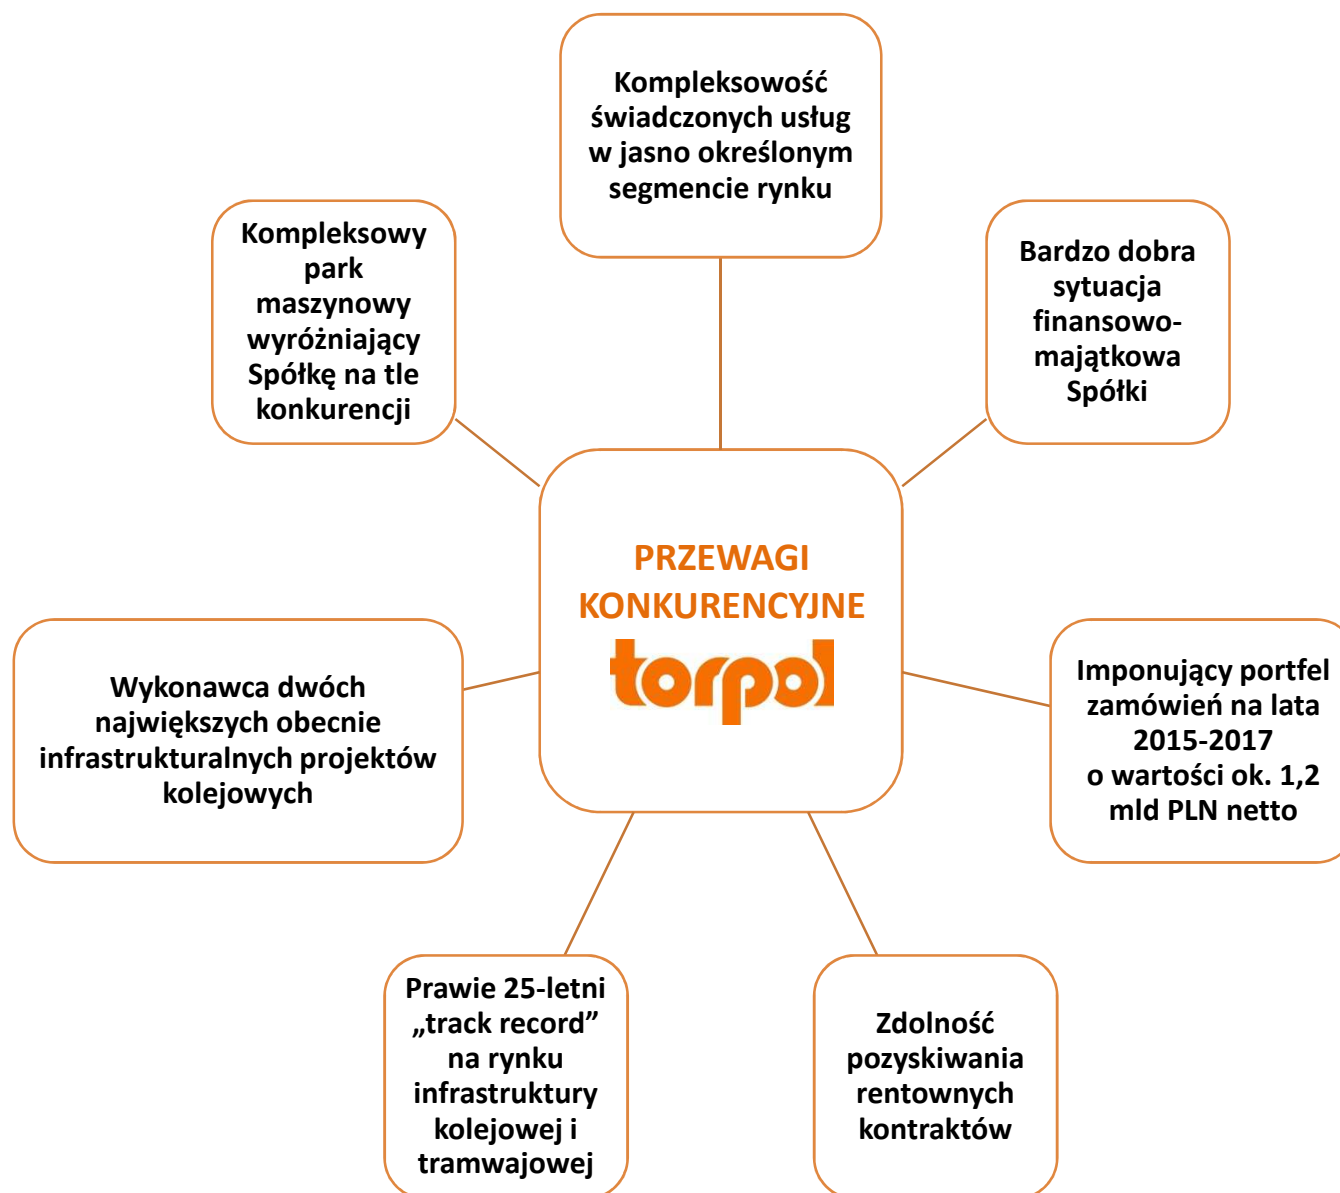 Kompleksowość
świadczonych usług
w jasno określonym
segmencie rynku
Kompleksowy
park
maszynowy
wyróżniający
Spółkę na tle
konkurencji
Bardzo dobra
sytuacja
finansowo-
majątkowa
Spółki
PRZEWAGI
KONKURENCYJNE
torpol
Wykonawca dwóch
największych obecnie
infrastrukturalnych projektów
kolejowych
Imponujący portfel
zamówień na lata
2015-2017
o wartości ok. 1,2
mld PLN netto
Prawie 25-letni
„track record”
na rynku
infrastruktury
kolejowej i
tramwajowej
Zdolność
pozyskiwania
rentownych
kontraktów